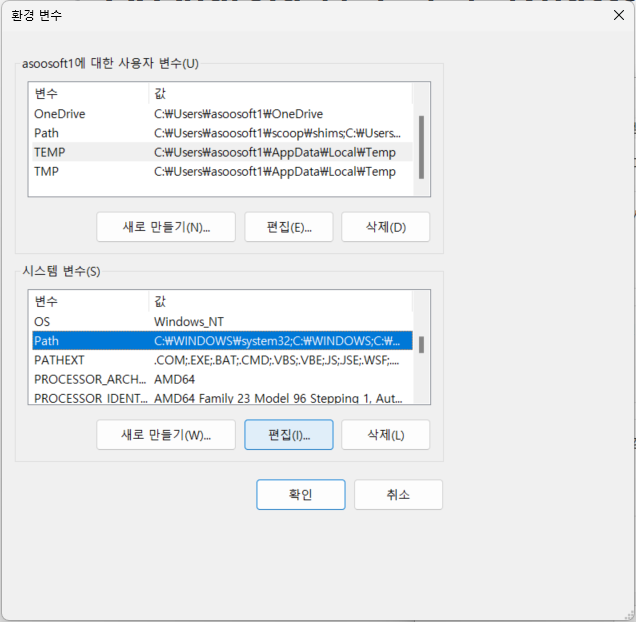 환경 변수
asoosoft1에 대한 사용자 변수(U)
변수 값
OneDrive C:₩Users₩asoosoft1₩OneDrive
Path C:₩Users₩asoosoft1₩scoop₩shims;C:₩Users...
TEMP C:₩Users₩asoosoft1₩AppData₩Local₩Temp
TMP C:₩Users₩asoosoft1₩AppData₩Local₩Temp
새로 만들기(N)... 편집(E)... 삭제(D)
시스템 변수(S)
변수 값
OS Windows_NT
Path C:₩WINDOWS₩system32;C:₩WINDOWS;C:₩...
PATHEXT .COM;.EXE;.BAT;.CMD;.VBS;.VBE;.JS;.JSE;.WSF;....
PROCESSOR_ARCH... AMD64
PROCESSOR_IDENT... AMD64 Family 23 Model 96 Stepping 1, Aut...
새로 만들기(W)... 편집(I)... 삭제(L)
확인 취소